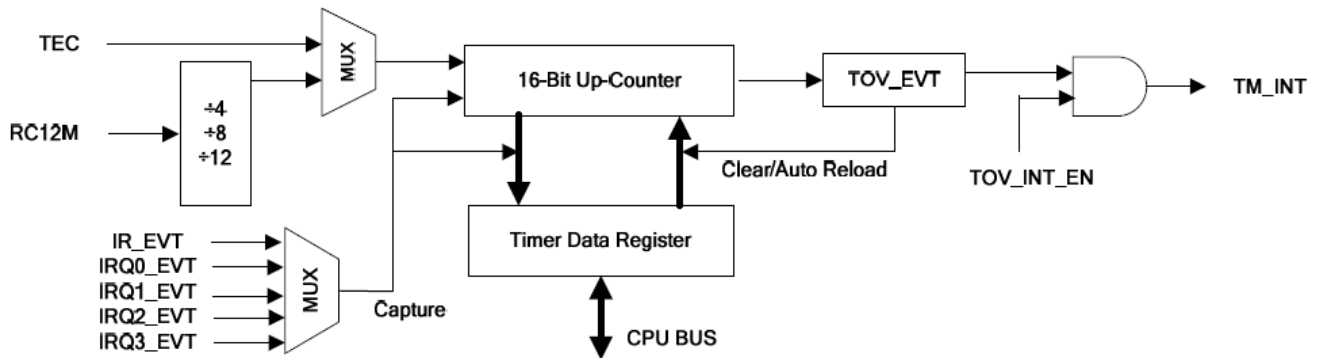 TEC
MUX
16-Bit Up-Counter
TOV_EVT
TM_INT
RC12M
÷4
÷8
÷12
Clear/Auto Reload
TOV_INT_EN
Timer Data Register
IR_EVT
IRQ0_EVT
IRQ1_EVT
IRQ2_EVT
IRQ3_EVT
MUX
Capture
CPU BUS